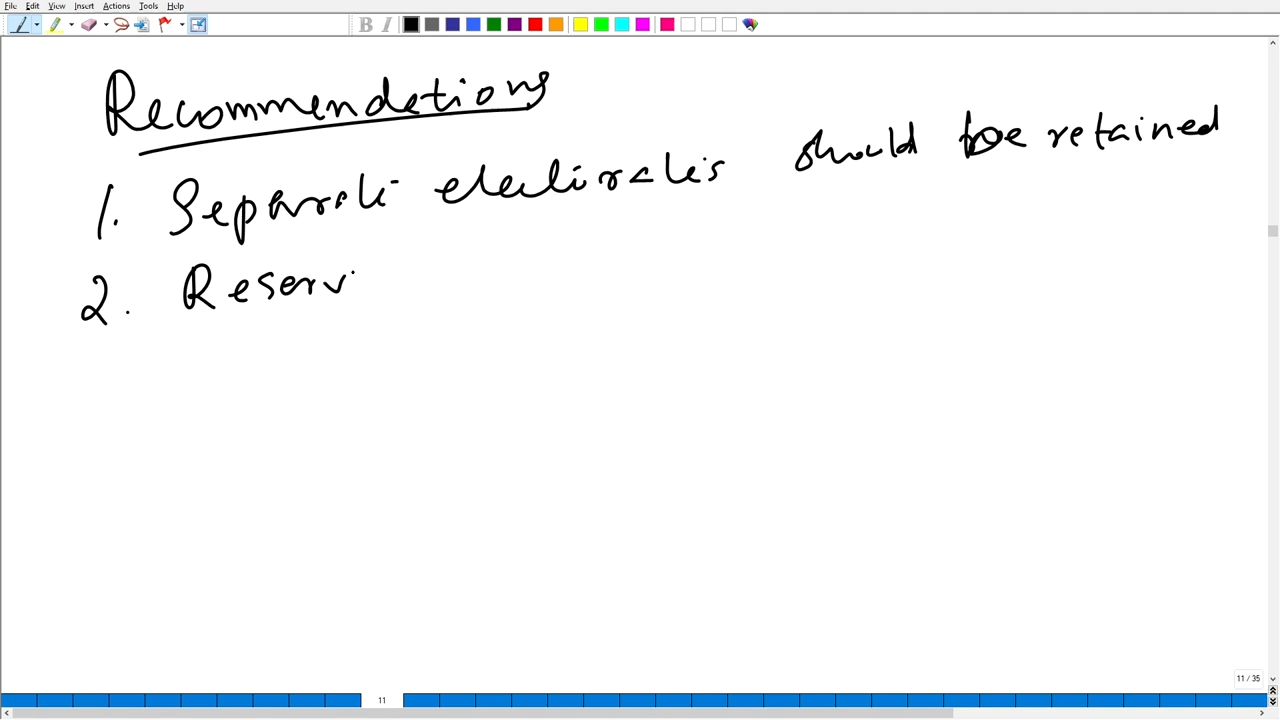 File Edit View Insert Actions Tools Help
B I
Recommendations
1. Separate electorates should be retained
2. Reserv
11 / 35
11